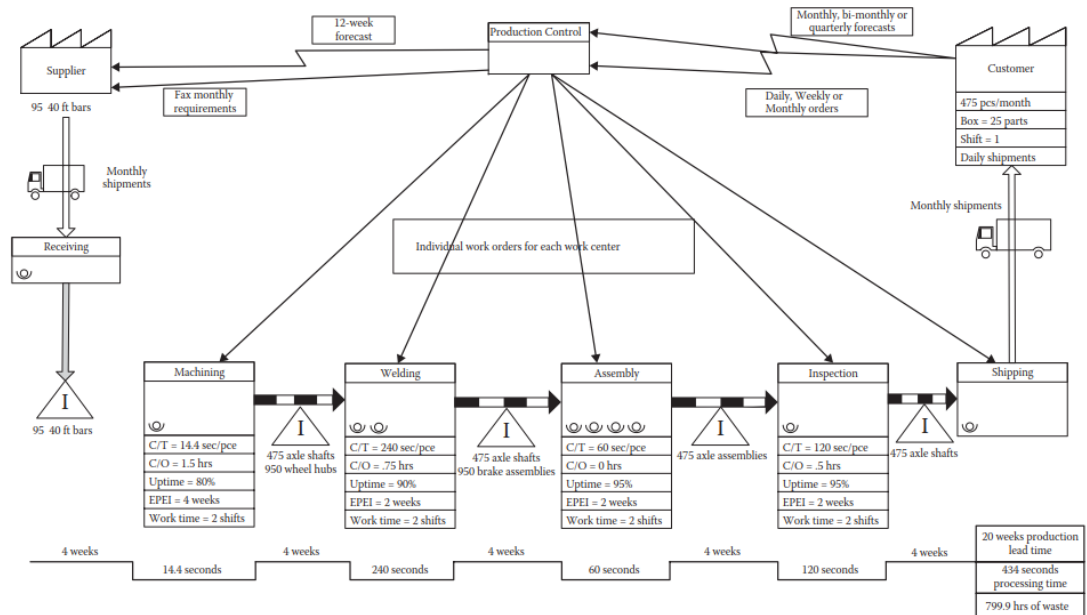 12-week
forecast
Production Control
Monthly, bi-monthly or
quarterly forecasts
Supplier
Customer
Fax monthly
requirements
Daily, Weekly or
Monthly orders
95 40 ft bars
475 pcs/month
Box = 25 parts
Shift = 1
Daily shipments
Monthly
shipments
Monthly shipments
Receiving
Individual work orders for each work center
Machining
Welding
Assembly
Inspection
Shipping
I
95 40 ft bars
C/T = 14.4 sec/pce
C/O = 1.5 hrs
Uptime = 80%
EPEI = 4 weeks
Work time = 2 shifts
I
475 axle shafts
950 wheel hubs
C/T = 240 sec/pce
C/O = .75 hrs
Uptime = 90%
EPEI = 2 weeks
Work time = 2 shifts
I
475 axle shafts
950 brake assemblies
C/T = 60 sec/pce
C/O = 0 hrs
Uptime = 95%
EPEI = 2 weeks
Work time = 2 shifts
I
475 axle assemblies
C/T = 120 sec/pce
C/O = .5 hrs
Uptime = 95%
EPEI = 2 weeks
Work time = 2 shifts
I
475 axle shafts
4 weeks
14.4 seconds
4 weeks
240 seconds
4 weeks
60 seconds
4 weeks
120 seconds
4 weeks
20 weeks production
lead time
434 seconds
processing time
799.9 hrs of waste